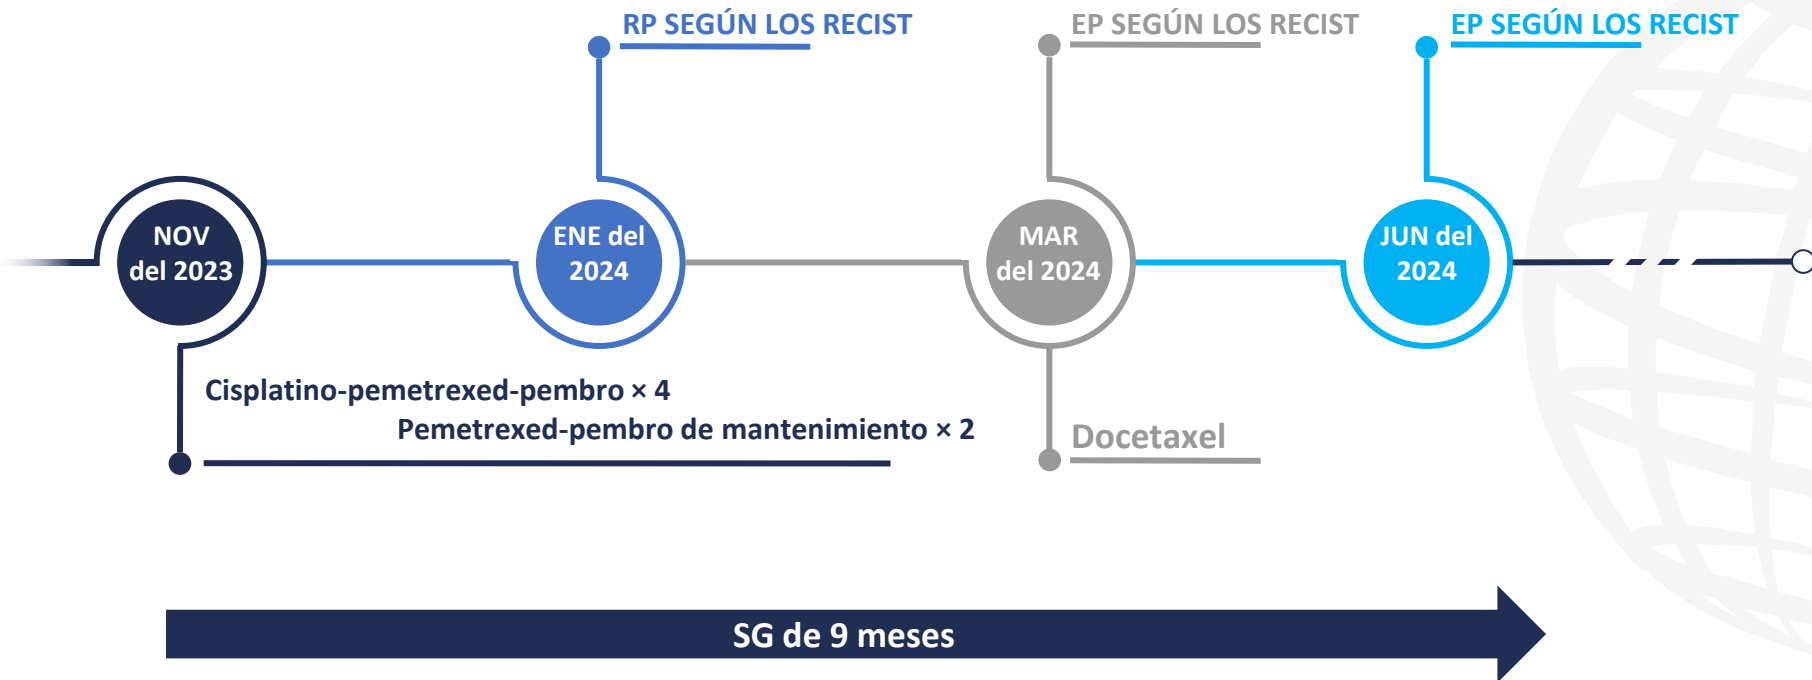 RP SEGÚN LOS RECIST
EP SEGÚN LOS RECIST
EP SEGÚN LOS RECIST
NOV
del 2023
ENE del
2024
MAR
del 2024
JUN del
2024
Cisplatino-pemetrexed-pembro × 4
Pemetrexed-pembro de mantenimiento × 2
Docetaxel
SG de 9 meses